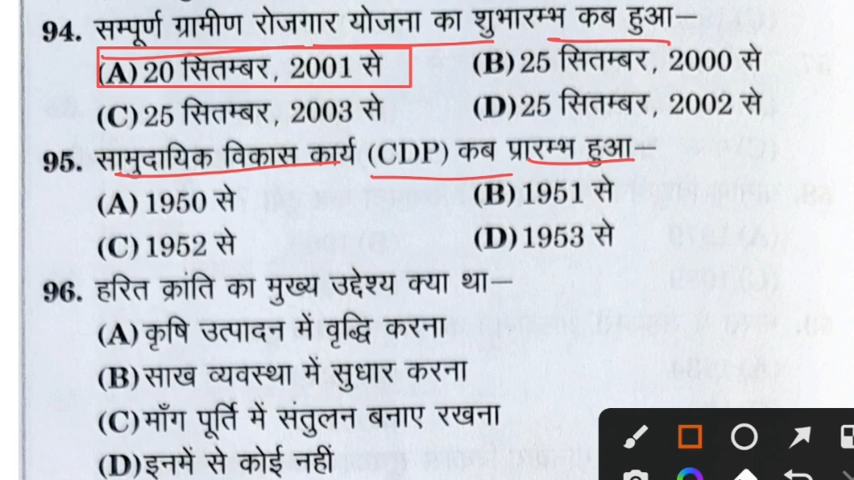 94. सम्पूर्ण ग्रामीण रोजगार योजना का शुभारम्भ कब हुआ–
(A) 20 सितम्बर, 2001 से (B) 25 सितम्बर, 2000 से
(C) 25 सितम्बर, 2003 से (D) 25 सितम्बर, 2002 से
95. सामुदायिक विकास कार्य (CDP) कब प्रारम्भ हुआ–
(A) 1950 से (B) 1951 से
(C) 1952 से (D) 1953 से
96. हरित क्रांति का मुख्य उद्देश्य क्या था–
(A) कृषि उत्पादन में वृद्धि करना
(B) साख व्यवस्था में सुधार करना
(C) माँग पूर्ति में संतुलन बनाए रखना
(D) इनमें से कोई नहीं